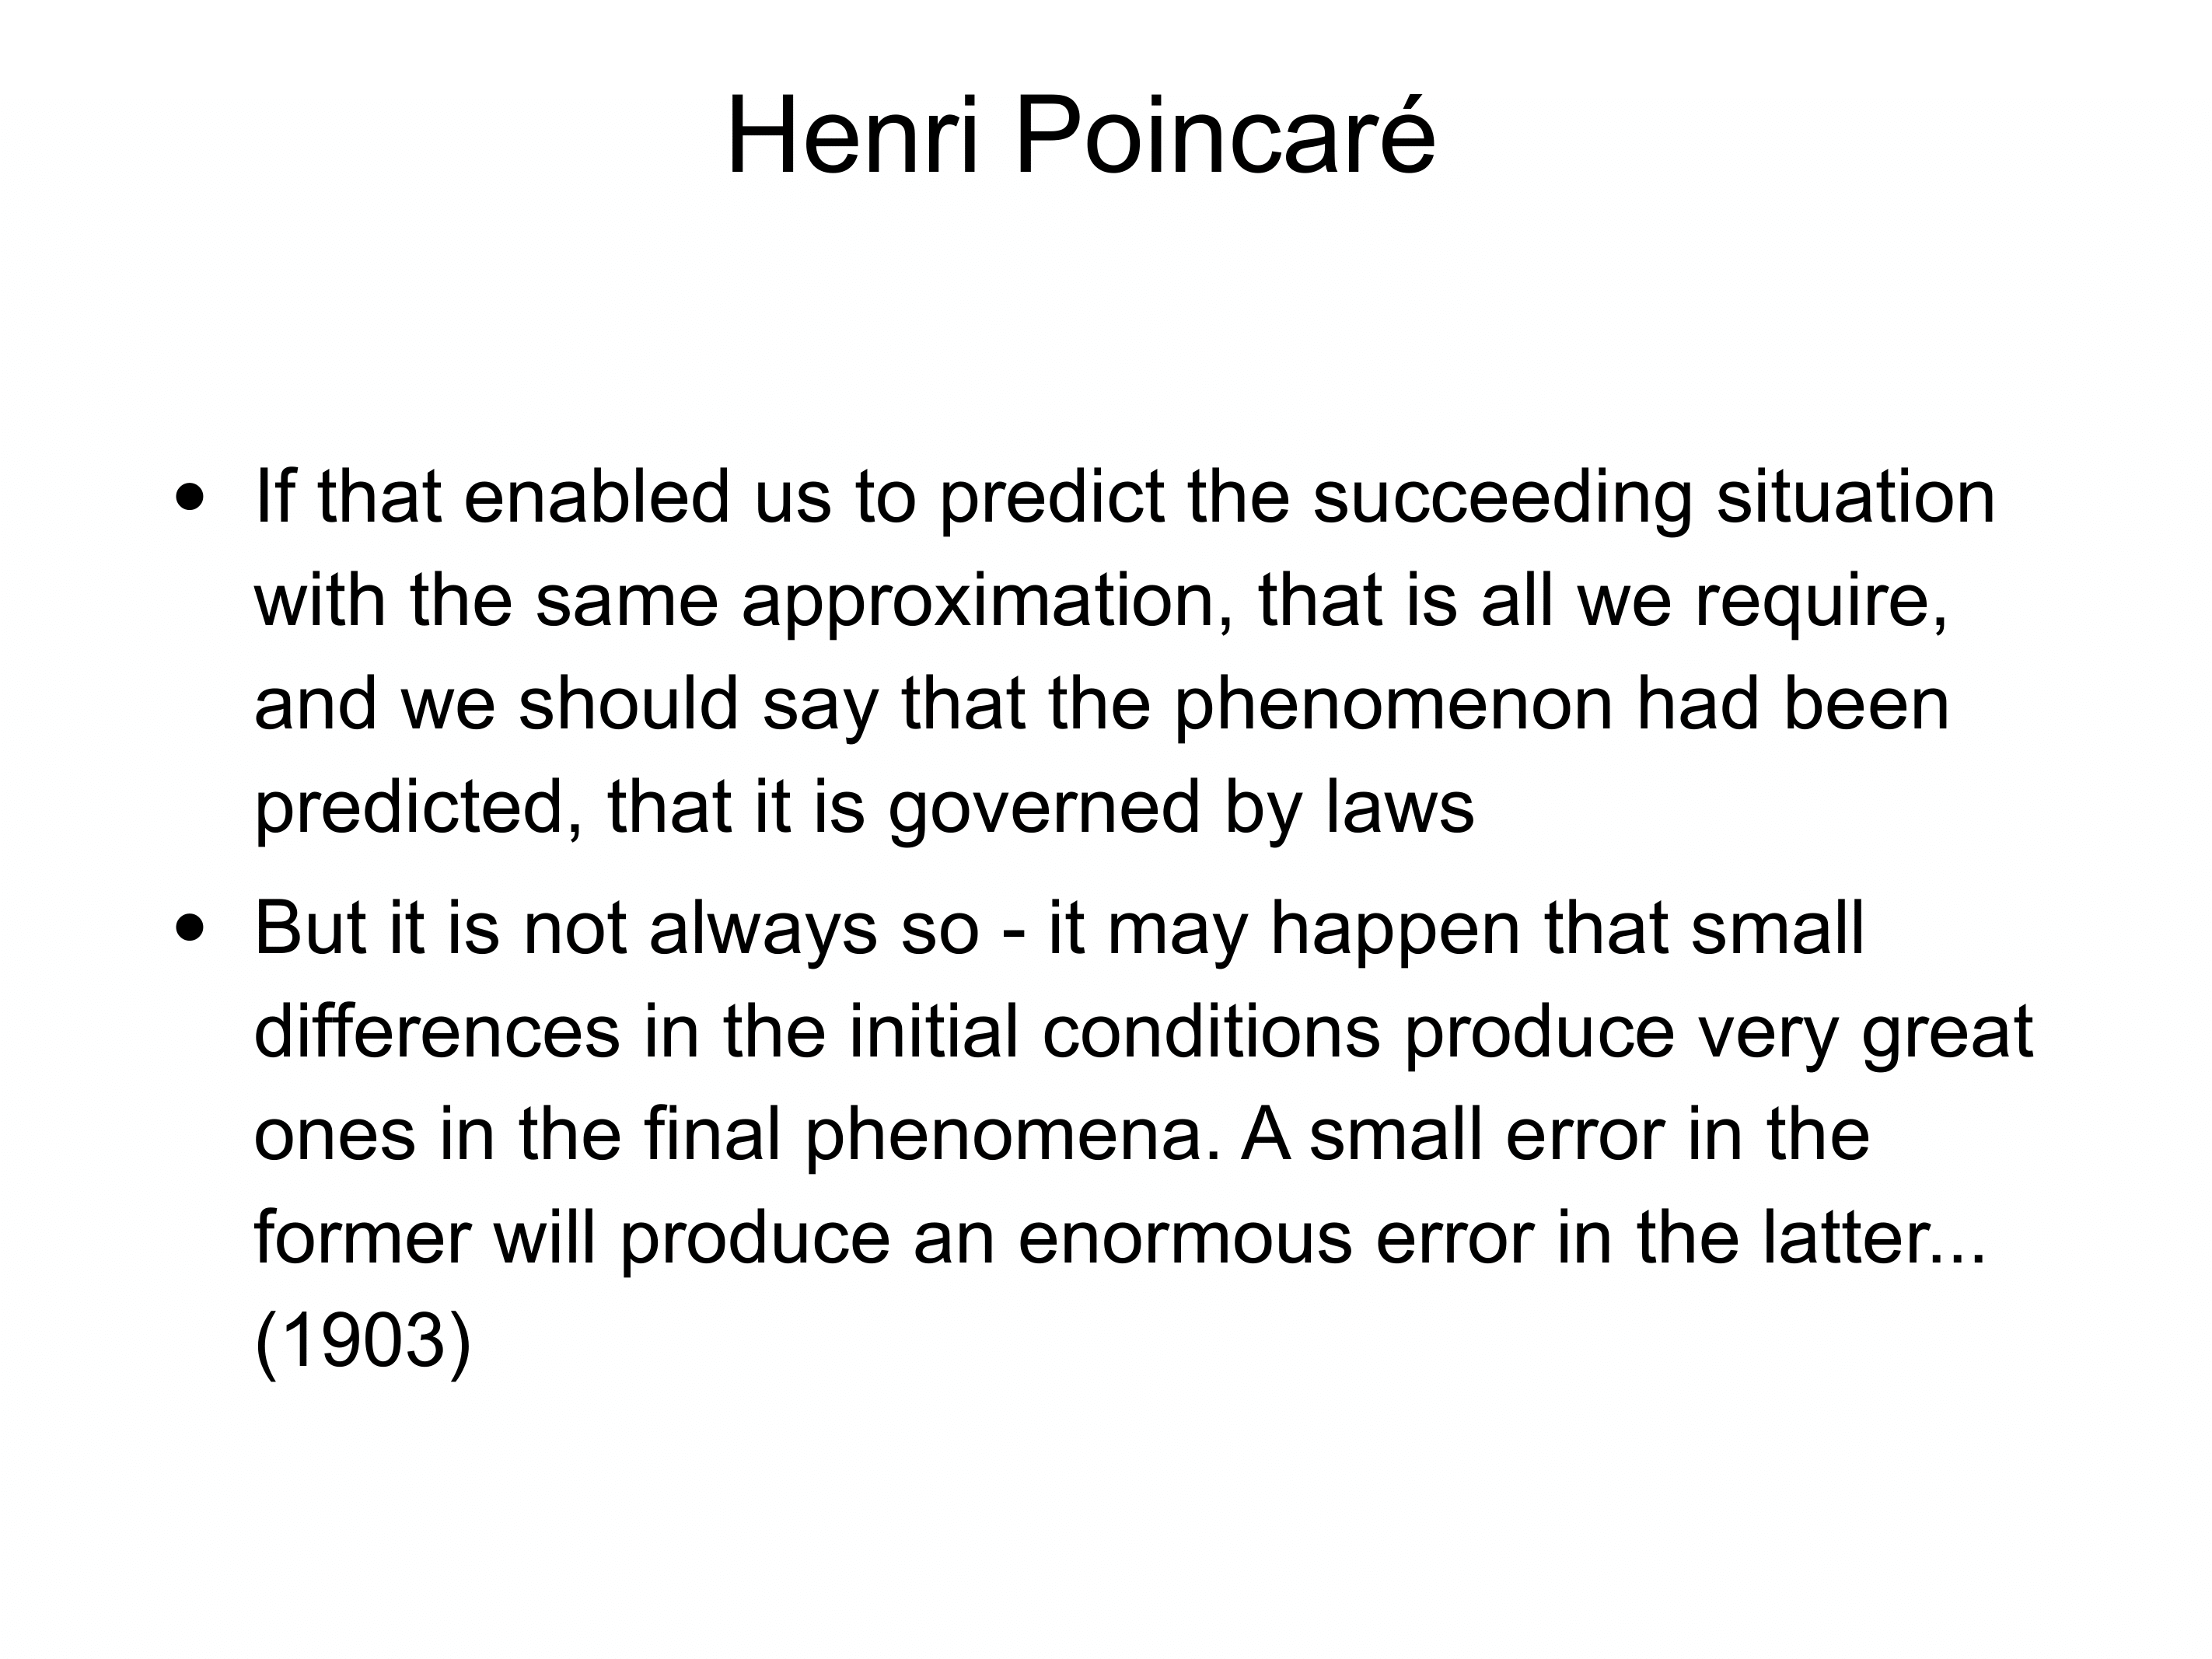 Henri Poincaré
• If that enabled us to predict the succeeding situation
with the same approximation, that is all we require,
and we should say that the phenomenon had been
predicted, that it is governed by laws
• But it is not always so - it may happen that small
differences in the initial conditions produce very great
ones in the final phenomena. A small error in the
former will produce an enormous error in the latter...
(1903)